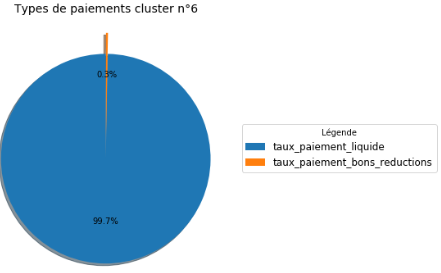 Types de paiements cluster n°6
0.3%
Légende
taux_paiement_liquide
taux_paiement_bons_reductions
99.7%